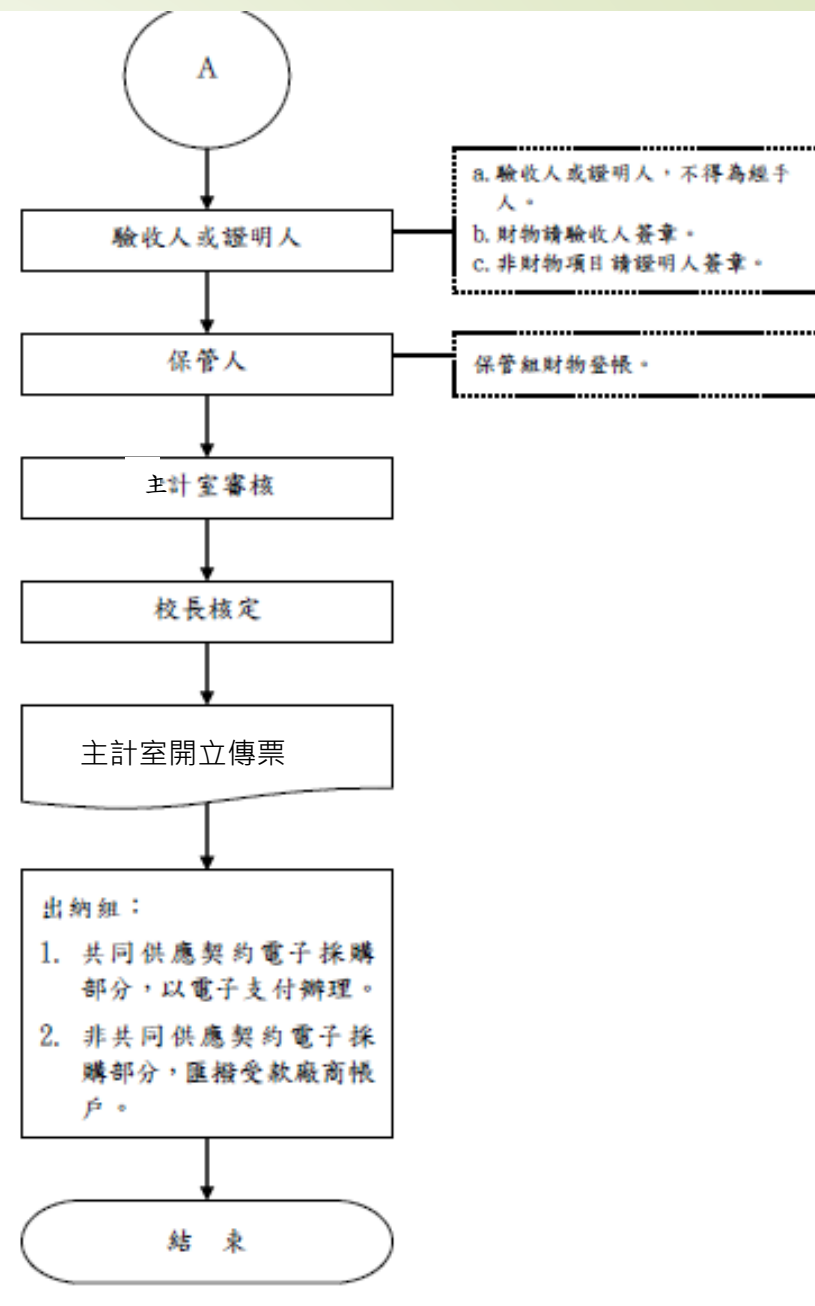 A
驗收人或證明人
a. 驗收人或證明人，不得為經手
人。
b. 財物請驗收人簽章。
c. 非財物項目請證明人簽章。
保管人
保管組財物登帳。
主計室審核
校長核定
主計室開立傳票
出納組：
1. 共同供應契約電子採購
部分，以電子支付辦理。
2. 非共同供應契約電子採
購部分，匯撥受款廠商帳
戶。
結 束